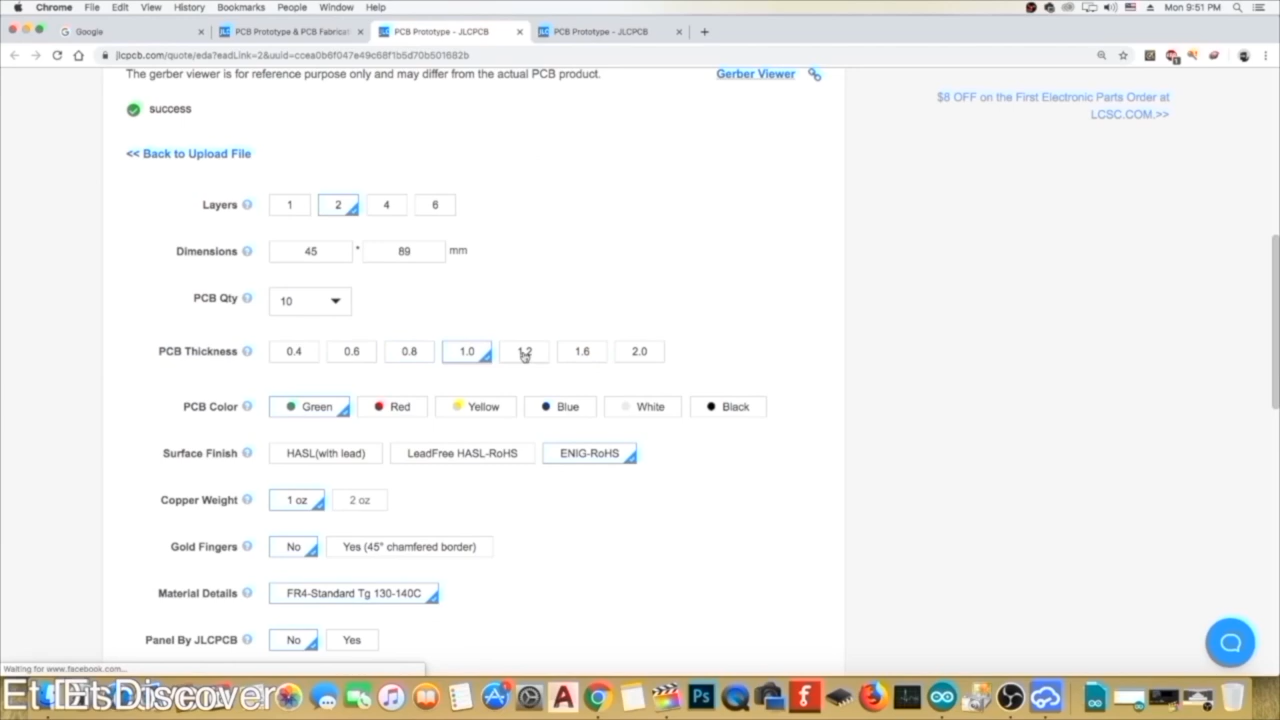 Chrome File Edit View History Bookmarks People Window Help Mon 9:51 PM
Google PCB Prototype & PCB Fabricat PCB Prototype - JLCPCB PCB Prototype - JLCPCB
jlcpcb.com/quote/eda?eadLink=2&uuid=ccea0b6f047e49c68f1b5d70b501682b
The gerber viewer is for reference purpose only and may differ from the actual PCB product. Gerber Viewer
$8 OFF on the First Electronic Parts Order at
LCSC.COM.>>
success
<< Back to Upload File
Layers 1 2 4 6
Dimensions 45 * 89 mm
PCB Qty 10
PCB Thickness 0.4 0.6 0.8 1.0 1.2 1.6 2.0
PCB Color Green Red Yellow Blue White Black
Surface Finish HASL(with lead) LeadFree HASL-RoHS ENIG-RoHS
Copper Weight 1 oz 2 oz
Gold Fingers No Yes (45° chamfered border)
Material Details FR4-Standard Tg 130-140C
Panel By JLCPCB No Yes
Waiting for www.facebook.com...
Et [EtsDiscover